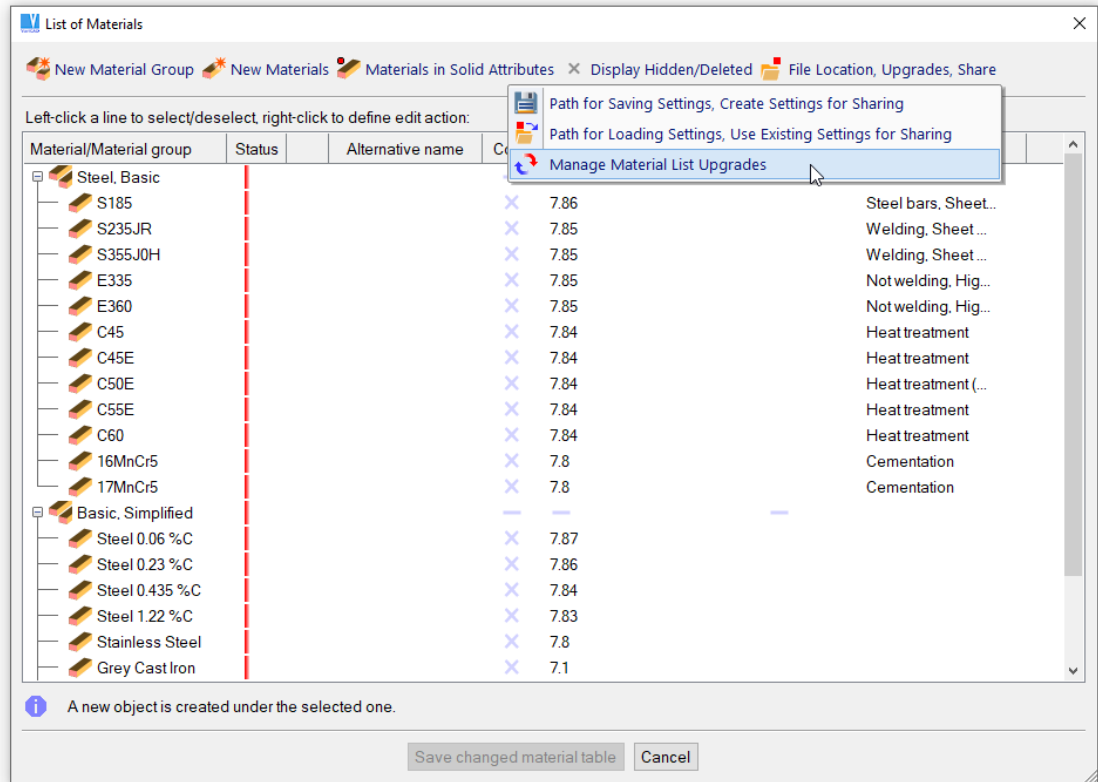 List of Materials
New Material Group New Materials Materials in Solid Attributes Display Hidden/Deleted File Location, Upgrades, Share
Path for Saving Settings, Create Settings for Sharing
Left-click a line to select/deselect, right-click to define edit action:
Path for Loading Settings, Use Existing Settings for Sharing
Material/Material group Status Alternative name
Manage Material List Upgrades
Steel, Basic
S185 7.86 Steel bars, Sheet...
S235JR 7.85 Welding, Sheet ...
S355J0H 7.85 Welding, Sheet ...
E335 7.85 Not welding, Hig...
E360 7.85 Not welding, Hig...
C45 7.84 Heat treatment
C45E 7.84 Heat treatment
C50E 7.84 Heat treatment (...
C55E 7.84 Heat treatment
C60 7.84 Heat treatment
16MnCr5 7.8 Cementation
17MnCr5 7.8 Cementation
Basic, Simplified
Steel 0.06 %C 7.87
Steel 0.23 %C 7.86
Steel 0.435 %C 7.84
Steel 1.22 %C 7.83
Stainless Steel 7.8
Grey Cast Iron 7.1
A new object is created under the selected one.
Save changed material table Cancel